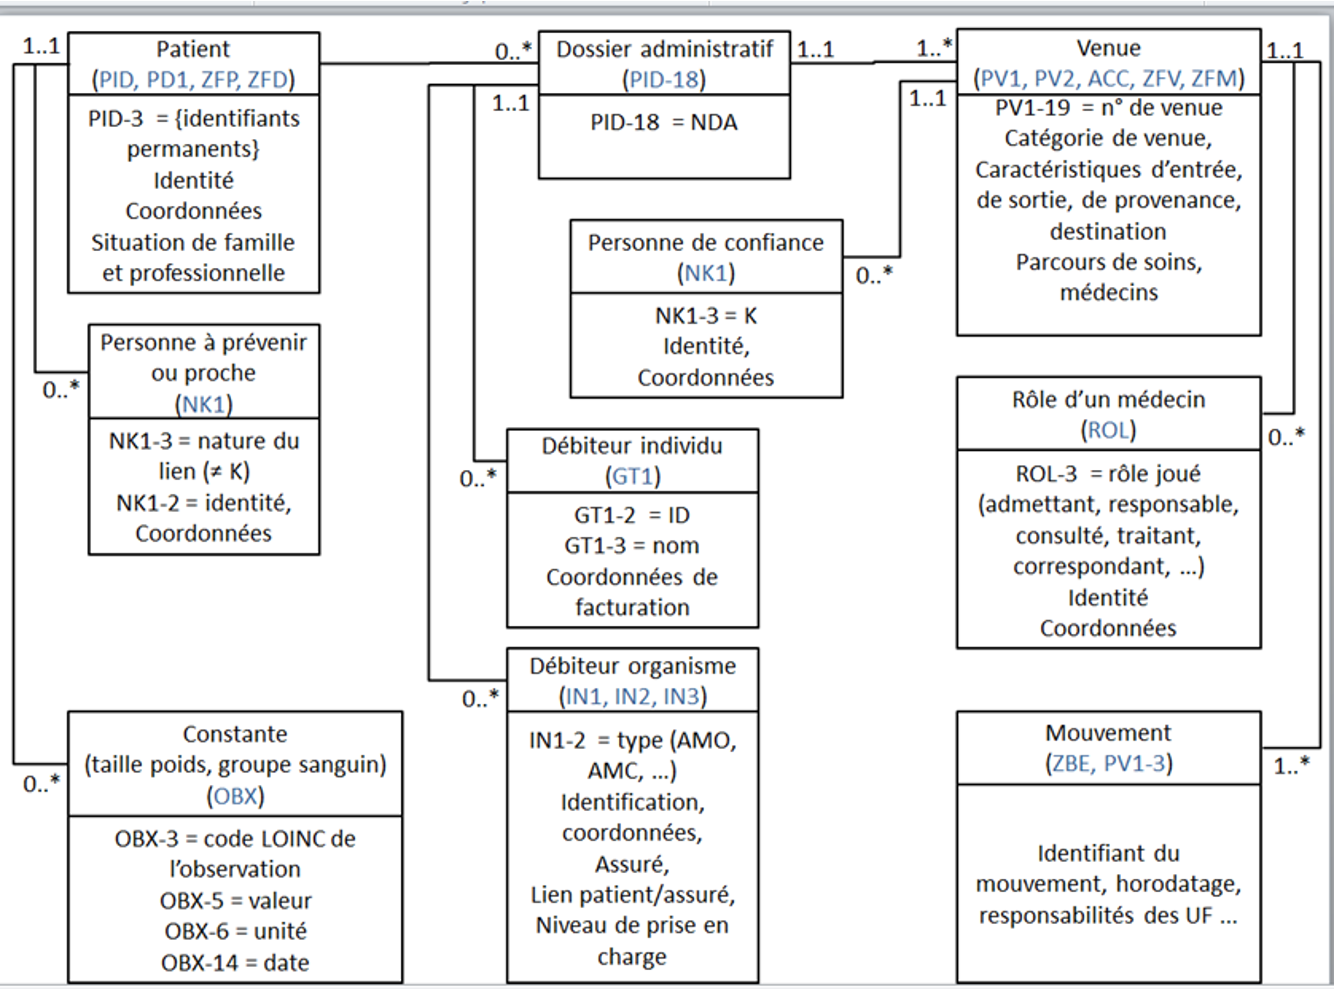 1..1
Patient
(PID, PD1, ZFP, ZFD)
PID-3 = {identifiants
permanents}
Identité
Coordonnées
Situation de famille
et professionnelle
0..*
Dossier administratif
(PID-18)
1..1
PID-18 = NDA
1..1
1..*
Venue
(PV1, PV2, ACC, ZFV, ZFM)
1..1
1..1
PV1-19 = n° de venue
Catégorie de venue,
Caractéristiques d’entrée,
de sortie, de provenance,
destination
Parcours de soins,
médecins
Personne de confiance
(NK1)
0..*
NK1-3 = K
Identité,
Coordonnées
Personne à prévenir
ou proche
(NK1)
0..*
NK1-3 = nature du
lien (≠ K)
NK1-2 = identité,
Coordonnées
Débiteur individu
(GT1)
0..*
GT1-2 = ID
GT1-3 = nom
Coordonnées de
facturation
Rôle d’un médecin
(ROL)
0..*
ROL-3 = rôle joué
(admettant, responsable,
consulté, traitant,
correspondant, ...)
Identité
Coordonnées
Débiteur organisme
(IN1, IN2, IN3)
0..*
IN1-2 = type (AMO,
AMC, ...)
Identification,
coordonnées,
Assuré,
Lien patient/assuré,
Niveau de prise en
charge
Constante
(taille poids, groupe sanguin)
(OBX)
0..*
OBX-3 = code LOINC de
l’observation
OBX-5 = valeur
OBX-6 = unité
OBX-14 = date
Mouvement
(ZBE, PV1-3)
1..*
Identifiant du
mouvement, horodatage,
responsabilités des UF ...